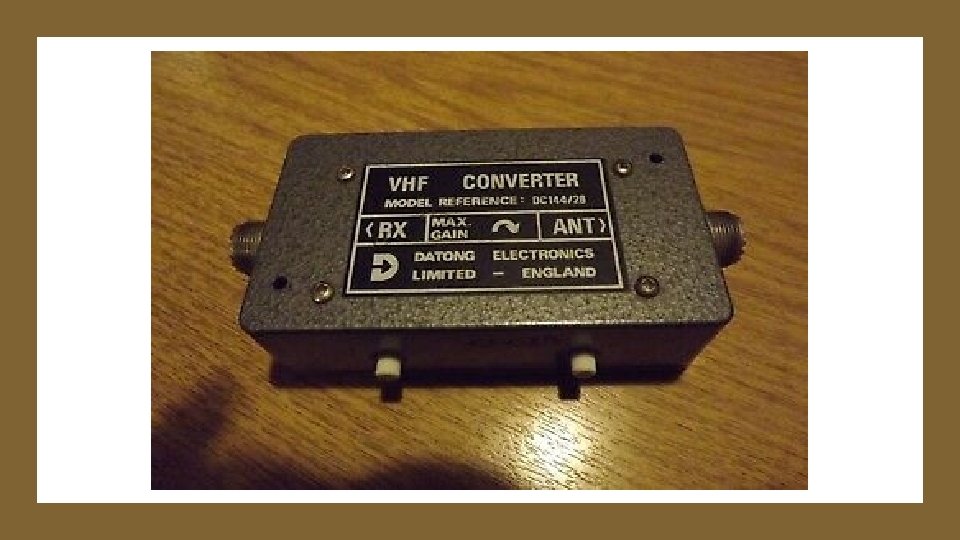 VHF CONVERTER
MODEL REFERENCE: DC144/28
<RX MAX. GAIN ANT>
DATONG ELECTRONICS
LIMITED - ENGLAND